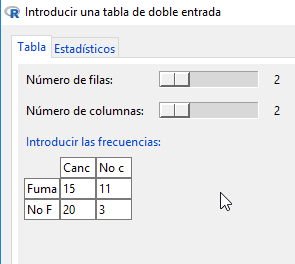 Introducir una tabla de doble entrada
Tabla Estadísticos
Número de filas: 2
Número de columnas: 2
Introducir las frecuencias:
Canc No c
Fuma 15 11
No F 20 3